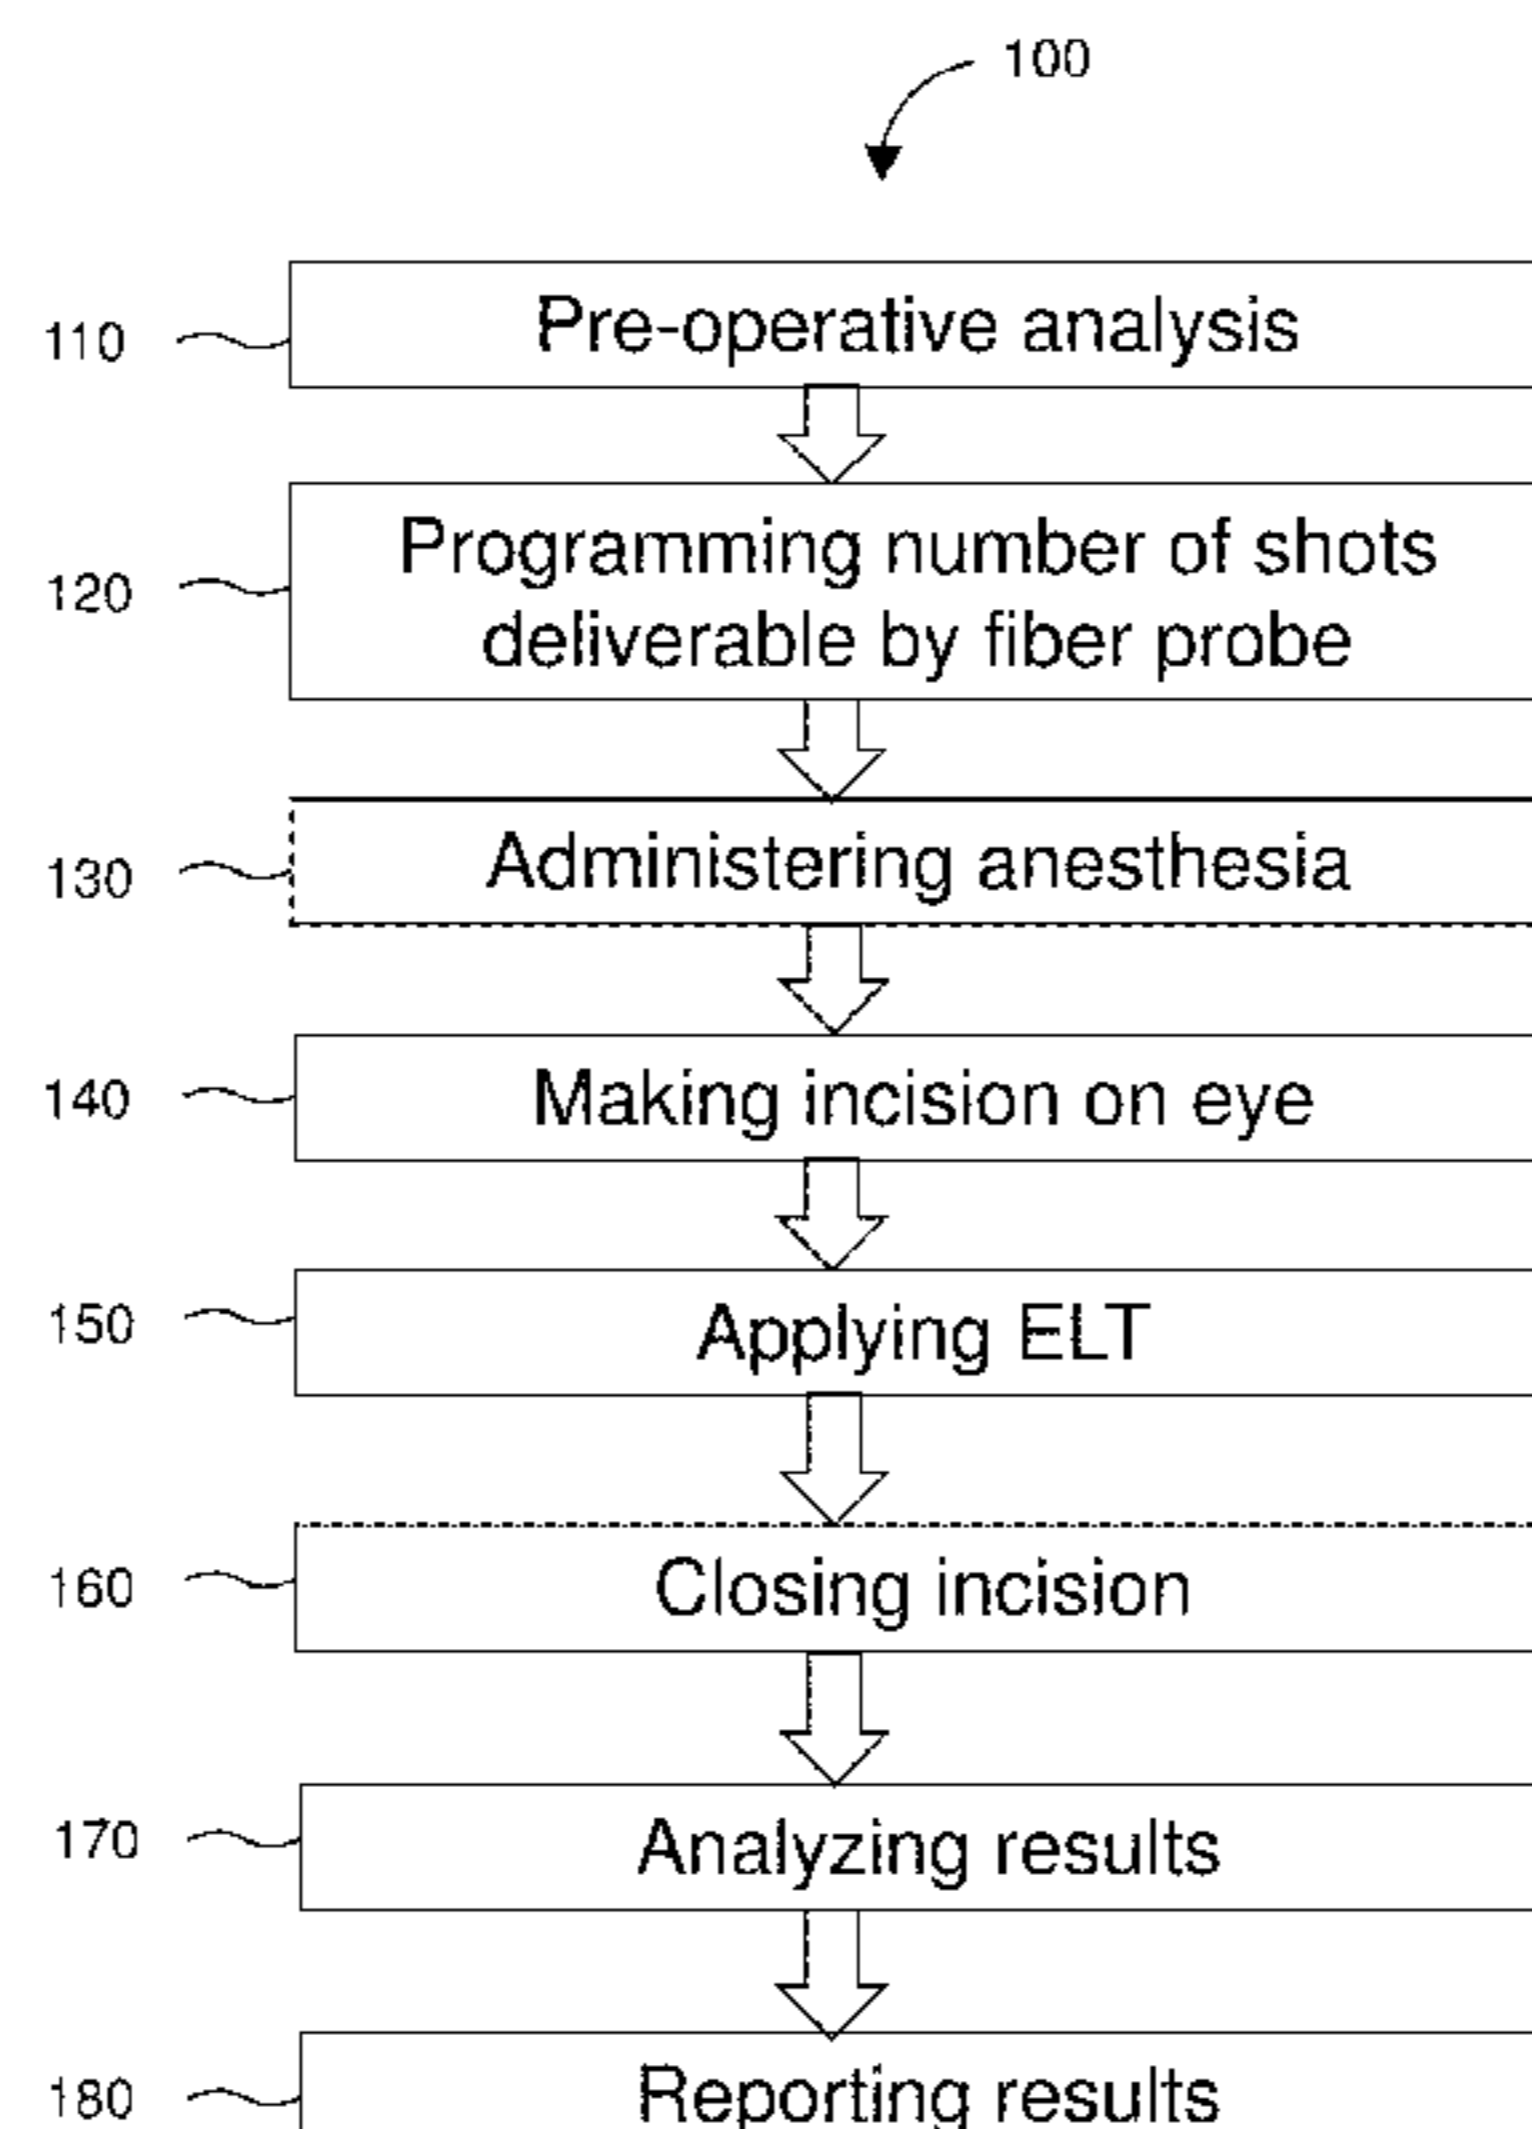 100
110
Pre-operative analysis
120
Programming number of shots
deliverable by fiber probe
130
Administering anesthesia
140
Making incision on eye
150
Applying ELT
160
Closing incision
170
Analyzing results
180
Reporting results